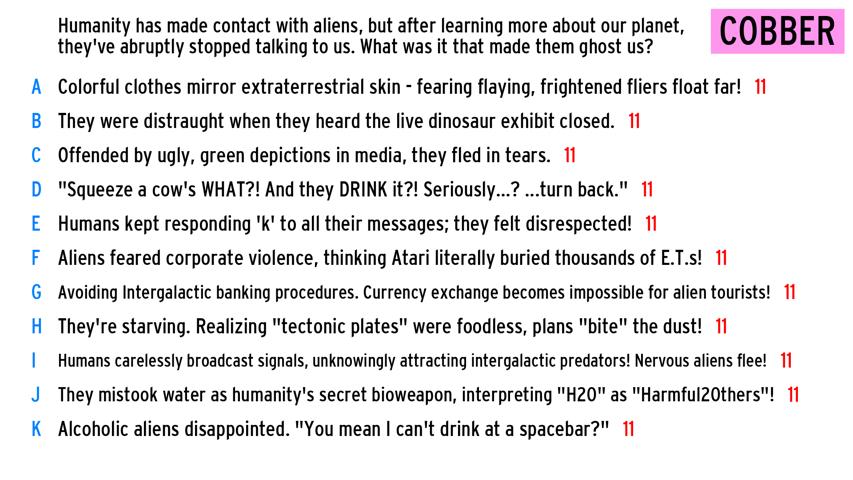 Humanity has made contact with aliens, but after learning more about our planet,
they've abruptly stopped talking to us. What was it that made them ghost us?
COBBER
A Colorful clothes mirror extraterrestrial skin - fearing flaying, frightened fliers float far! 11
B They were distraught when they heard the live dinosaur exhibit closed. 11
C Offended by ugly, green depictions in media, they fled in tears. 11
D "Squeeze a cow's WHAT?! And they DRINK it?! Seriously...? ...turn back." 11
E Humans kept responding 'k' to all their messages; they felt disrespected! 11
F Aliens feared corporate violence, thinking Atari literally buried thousands of E.T.s! 11
G Avoiding Intergalactic banking procedures. Currency exchange becomes impossible for alien tourists! 11
H They're starving. Realizing "tectonic plates" were foodless, plans "bite" the dust! 11
I Humans carelessly broadcast signals, unknowingly attracting intergalactic predators! Nervous aliens flee! 11
J They mistook water as humanity's secret bioweapon, interpreting "H20" as "Harmful20thers"! 11
K Alcoholic aliens disappointed. "You mean I can't drink at a spacebar?" 11